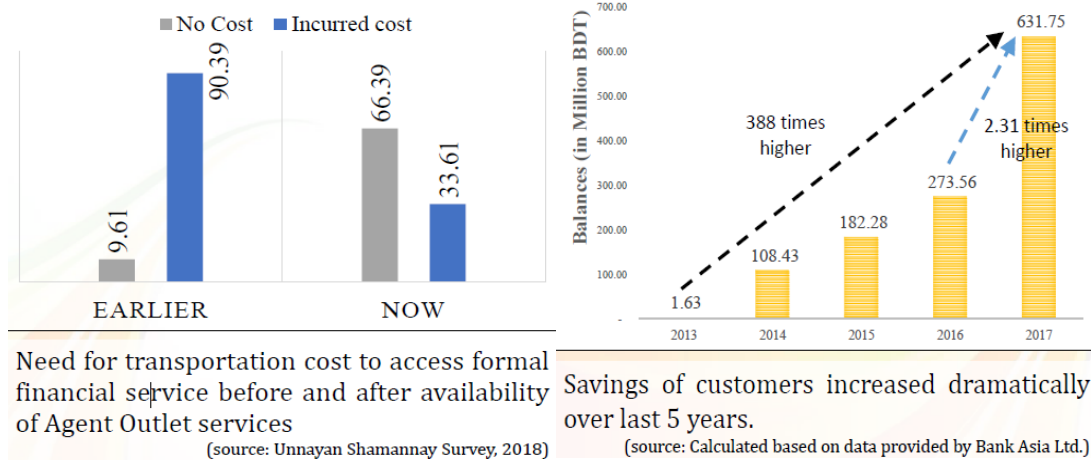 No Cost
Incurred cost
9.61
90.39
66.39
33.61
EARLIER
NOW
Need for transportation cost to access formal
financial service before and after availability
of Agent Outlet services
(source: Unnayan Shamannay Survey, 2018)
Balances (in Million BDT)
700.00
600.00
500.00
400.00
300.00
200.00
100.00
-
1.63
108.43
182.28
273.56
631.75
388 times
higher
2.31 times
higher
2013
2014
2015
2016
2017
Savings of customers increased dramatically
over last 5 years.
(source: Calculated based on data provided by Bank Asia Ltd.)